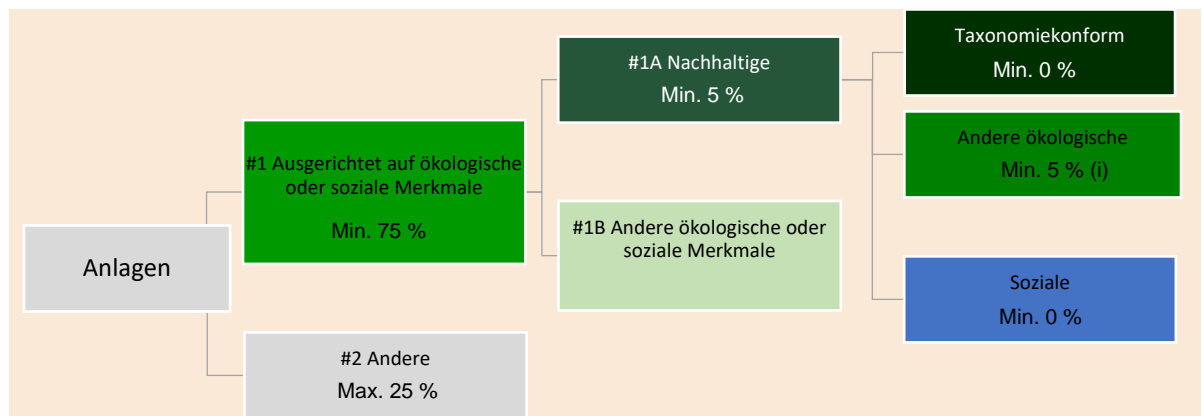 Anlagen
#1 Ausgerichtet auf ökologische
oder soziale Merkmale
Min. 75 %
#2 Andere
Max. 25 %
#1A Nachhaltige
Min. 5 %
#1B Andere ökologische oder
soziale Merkmale
Taxonomiekonform
Min. 0 %
Andere ökologische
Min. 5 % (i)
Soziale
Min. 0 %